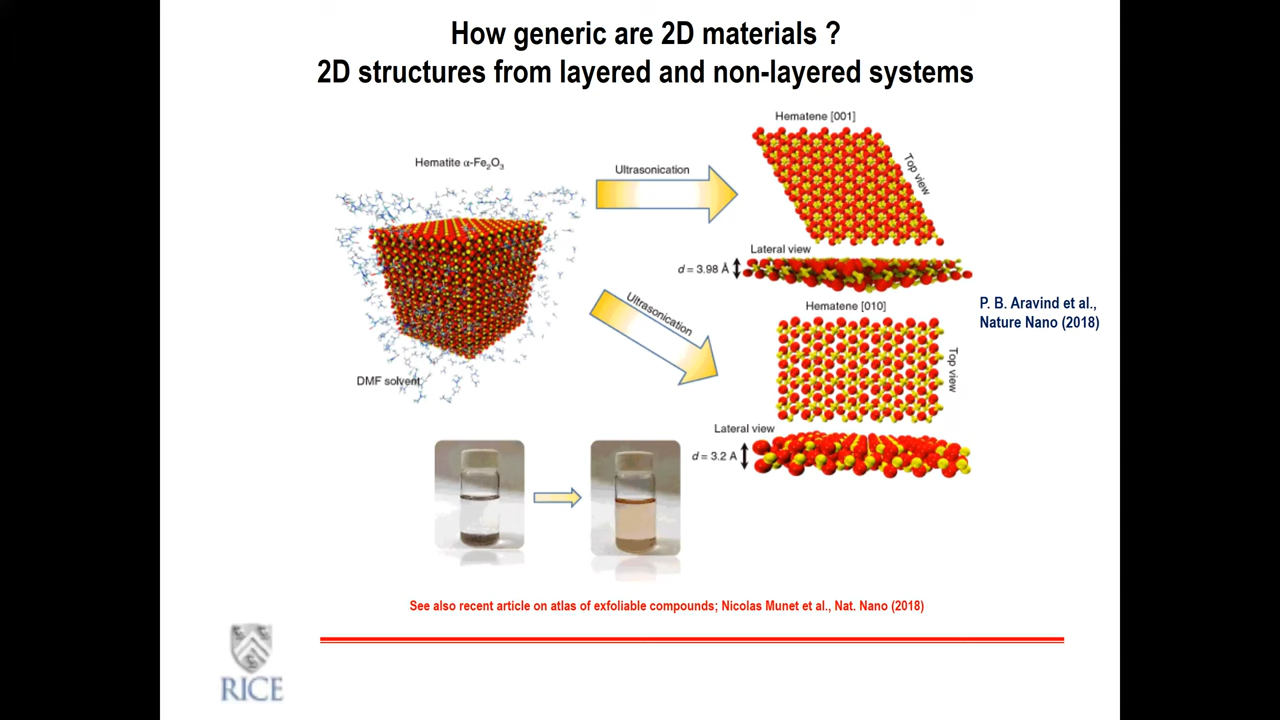 How generic are 2D materials ?
2D structures from layered and non-layered systems
Hematite α-Fe₂O₃
Ultrasonication
Hematene [001]
Top view
Lateral view
d = 3.98 Å
Ultrasonication
Hematene [010]
P. B. Aravind et al.,
Nature Nano (2018)
Top view
DMF solvent
Lateral view
d = 3.2 A
See also recent article on atlas of exfoliable compounds; Nicolas Munet et al., Nat. Nano (2018)
RICE